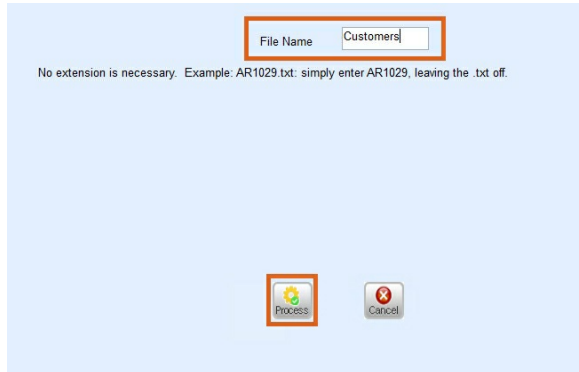 File Name Customers
No extension is necessary. Example: AR1029.txt: simply enter AR1029, leaving the .txt off.
Process Cancel